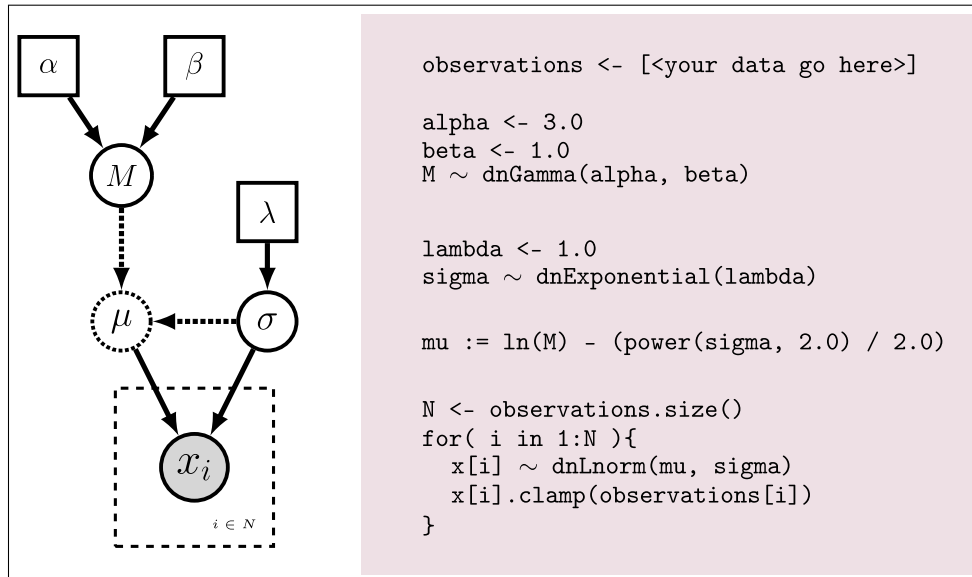 α
β
M
λ
μ
σ
xᵢ
i ∈ N
observations <- [<your data go here>]
alpha <- 3.0
beta <- 1.0
M ∼ dnGamma(alpha, beta)
lambda <- 1.0
sigma ∼ dnExponential(lambda)
mu := ln(M) - (power(sigma, 2.0) / 2.0)
N <- observations.size()
for( i in 1:N ){
  x[i] ∼ dnLnorm(mu, sigma)
  x[i].clamp(observations[i])
}